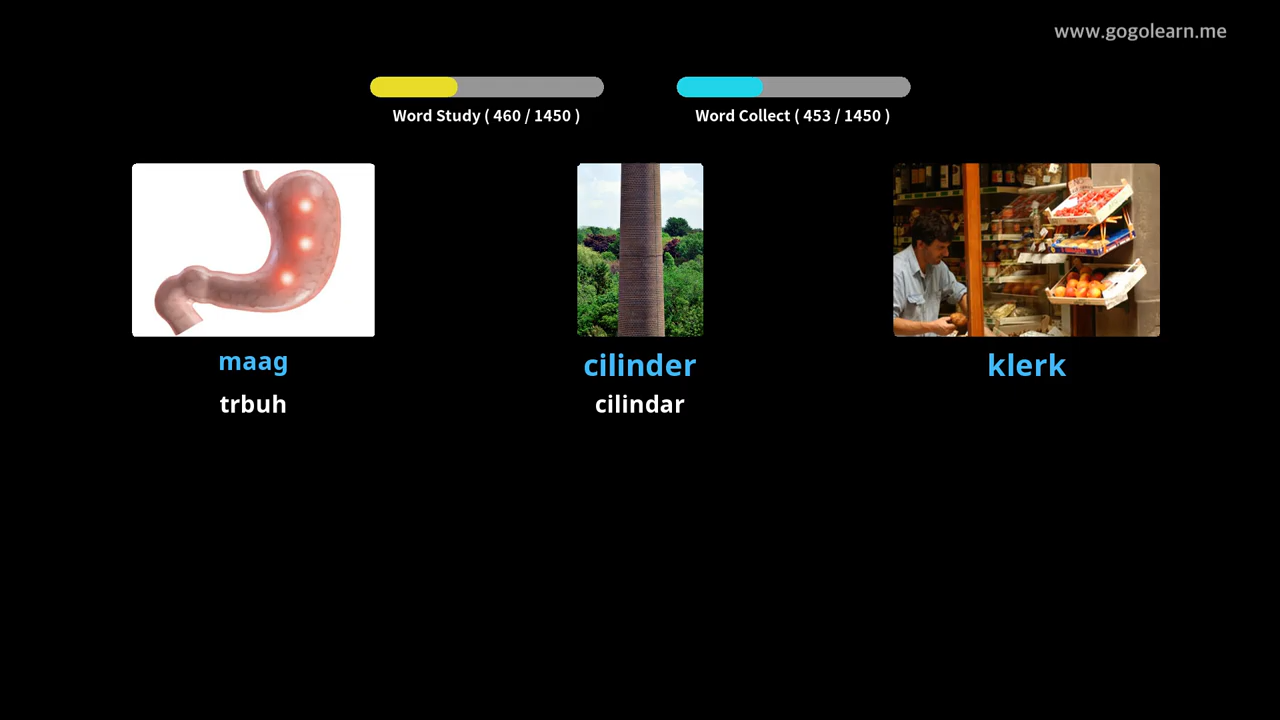 www.gogolearn.me
Word Study ( 460 / 1450 )
Word Collect ( 453 / 1450 )
maag
cilinder
klerk
trbuh
cilindar